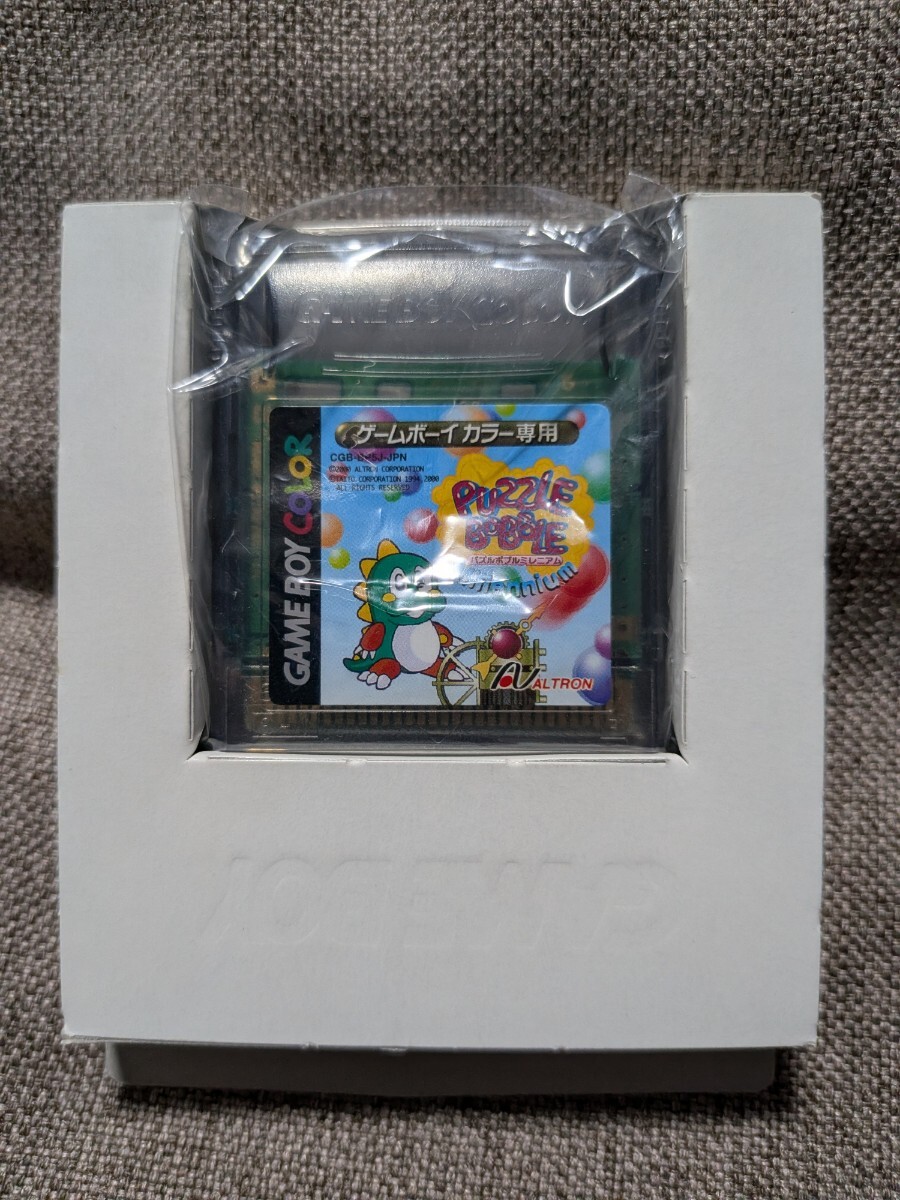 GAME BOY COLOR
GAME BOY COLOR
ゲームボーイカラー専用
©2000 ALTRON CORPORATION
CORPORATION 1994,2000
ALL RIGHTS RESERVED
PUZZLE
BOBBLE
パズルボブルミレニアム
ALTRON
GAME BOY